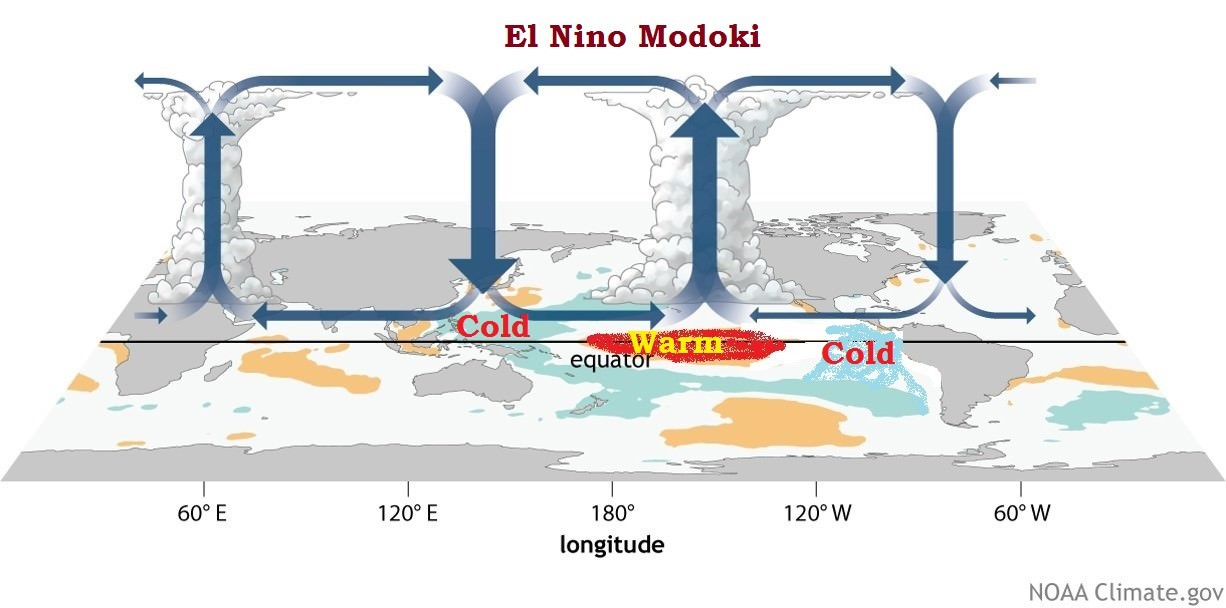 El Nino Modoki
Cold
Warm
Cold
equator
60° E
120° E
180°
120° W
60° W
longitude
NOAA Climate.gov